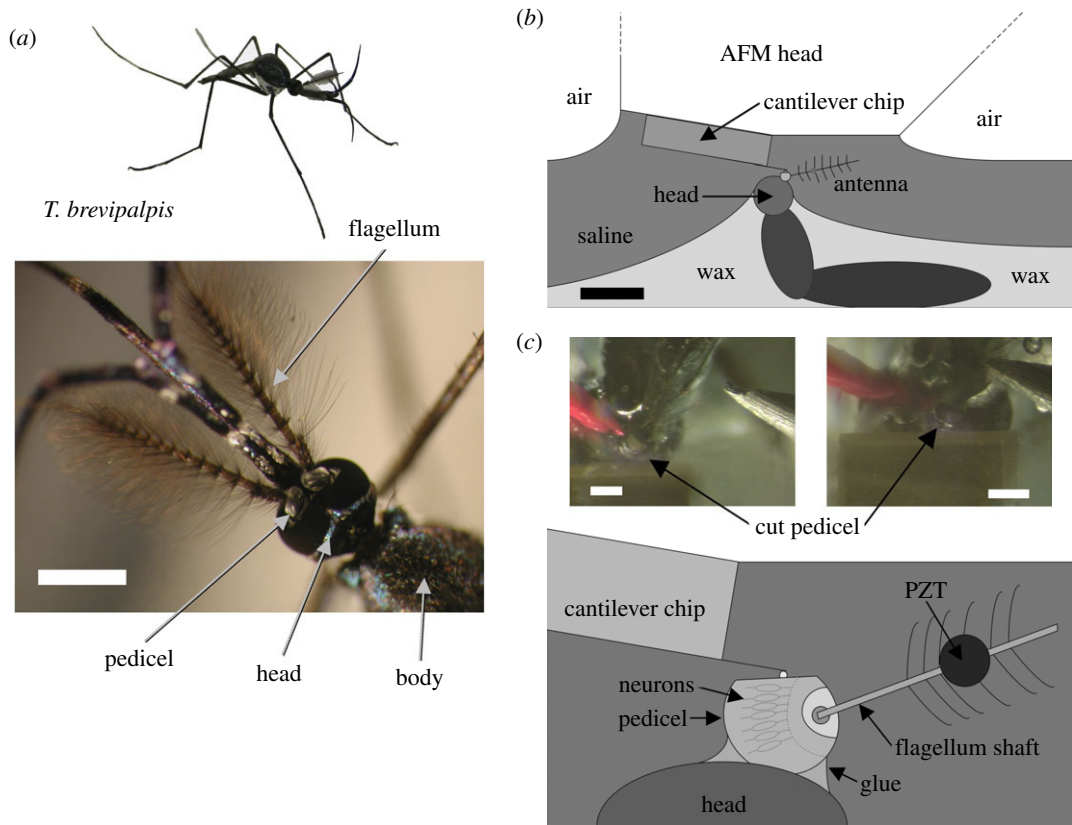 (a)
T. brevipalpis
flagellum
pedicel
head
body
(b)
AFM head
air
cantilever chip
air
head
antenna
saline
wax
wax
(c)
cut pedicel
cantilever chip
PZT
neurons
pedicel
flagellum shaft
glue
head